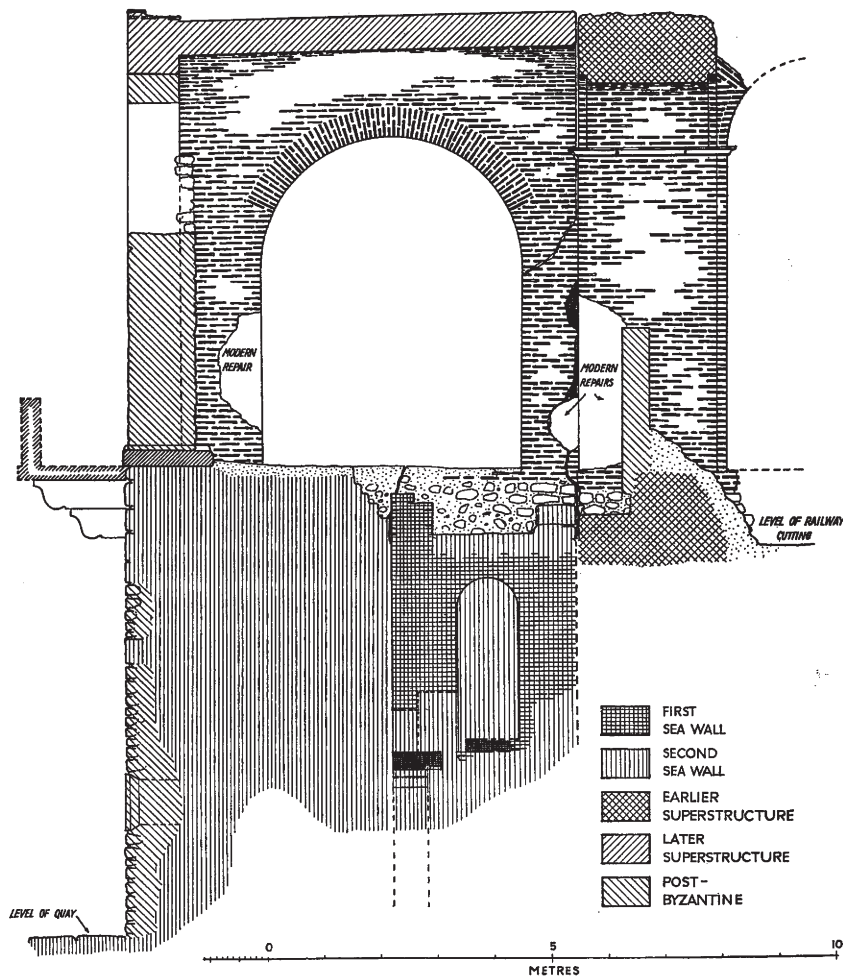 MODERN
REPAIR
MODERN
REPAIRS
LEVEL OF RAILWAY
CUTTING
FIRST
SEA WALL
SECOND
SEA WALL
EARLIER
SUPERSTRUCTURE
LATER
SUPERSTRUCTURE
POST-
BYZANTINE
LEVEL OF QUAY
0 5 10
METRES